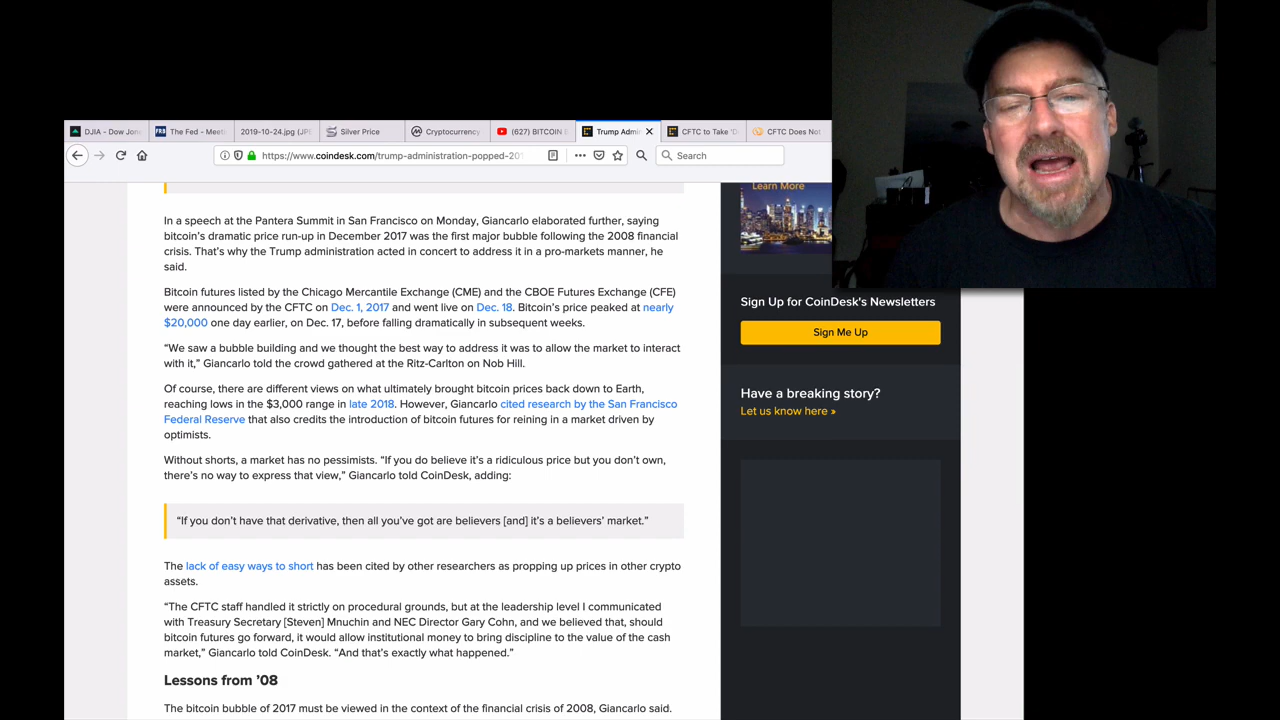 DJIA - Dow Jon
The Fed - Meeti
2019-10-24.jpg (JPE
Silver Price
Cryptocurrency
(627) BITCOIN E
Trump Admin
CFTC to Take 'D
CFTC Does Not
https://www.coindesk.com/trump-administration-popped-201
Search
Learn More
In a speech at the Pantera Summit in San Francisco on Monday, Giancarlo elaborated further, saying
bitcoin’s dramatic price run-up in December 2017 was the first major bubble following the 2008 financial
crisis. That’s why the Trump administration acted in concert to address it in a pro-markets manner, he
said.
Bitcoin futures listed by the Chicago Mercantile Exchange (CME) and the CBOE Futures Exchange (CFE)
were announced by the CFTC on Dec. 1, 2017 and went live on Dec. 18. Bitcoin’s price peaked at nearly
$20,000 one day earlier, on Dec. 17, before falling dramatically in subsequent weeks.
“We saw a bubble building and we thought the best way to address it was to allow the market to interact
with it,” Giancarlo told the crowd gathered at the Ritz-Carlton on Nob Hill.
Of course, there are different views on what ultimately brought bitcoin prices back down to Earth,
reaching lows in the $3,000 range in late 2018. However, Giancarlo cited research by the San Francisco
Federal Reserve that also credits the introduction of bitcoin futures for reining in a market driven by
optimists.
Without shorts, a market has no pessimists. “If you do believe it’s a ridiculous price but you don’t own,
there’s no way to express that view,” Giancarlo told CoinDesk, adding:
“If you don’t have that derivative, then all you’ve got are believers [and] it’s a believers’ market.”
The lack of easy ways to short has been cited by other researchers as propping up prices in other crypto
assets.
“The CFTC staff handled it strictly on procedural grounds, but at the leadership level I communicated
with Treasury Secretary [Steven] Mnuchin and NEC Director Gary Cohn, and we believed that, should
bitcoin futures go forward, it would allow institutional money to bring discipline to the value of the cash
market,” Giancarlo told CoinDesk. “And that’s exactly what happened.”
Lessons from ’08
The bitcoin bubble of 2017 must be viewed in the context of the financial crisis of 2008, Giancarlo said.
Sign Up for CoinDesk's Newsletters
Sign Me Up
Have a breaking story?
Let us know here »